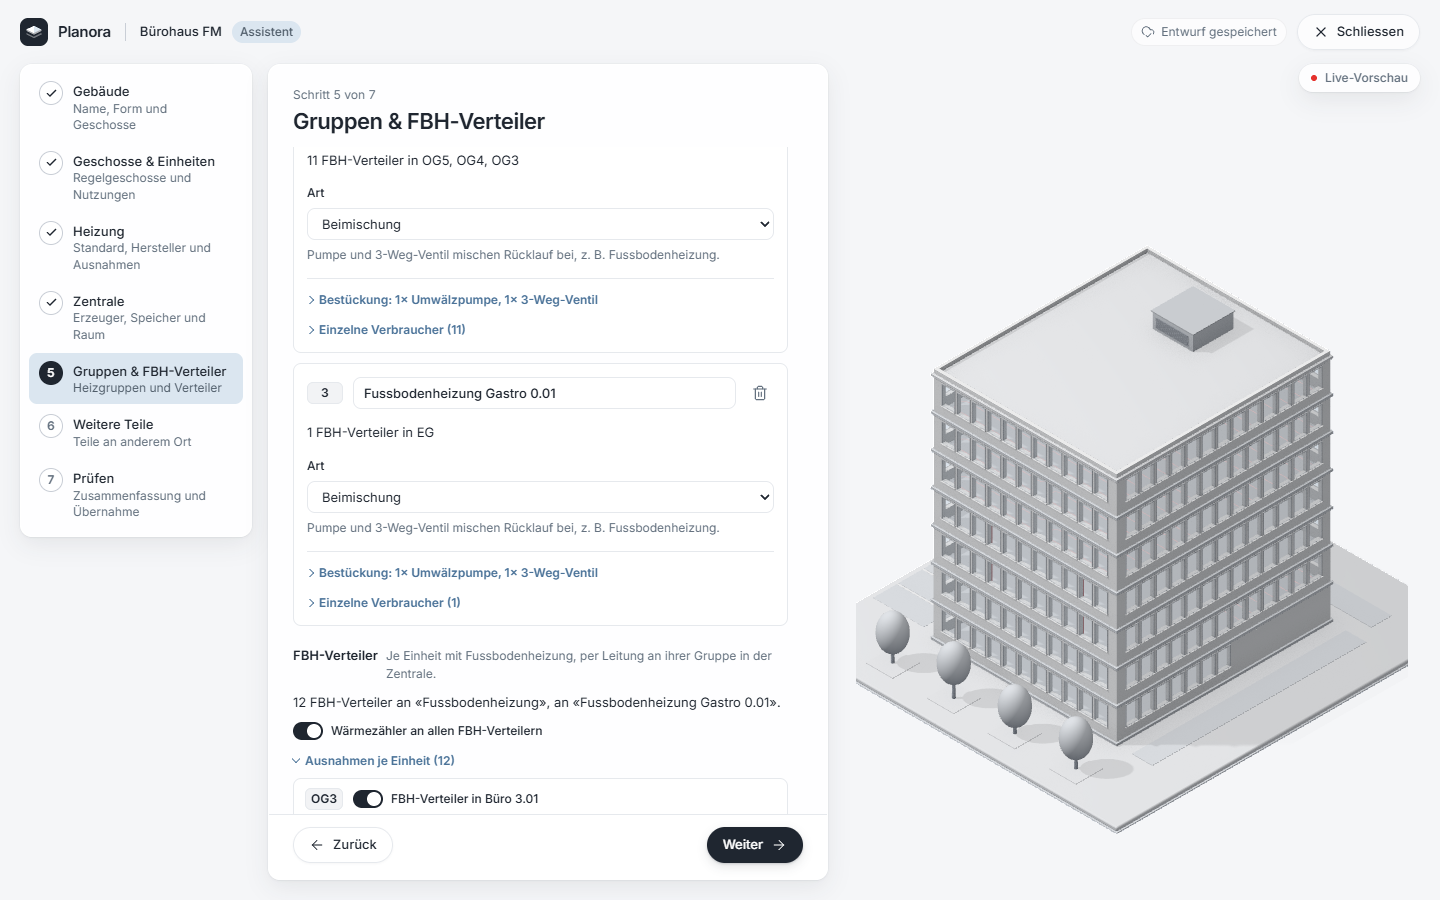 Planora
Bürohaus FM
Assistent
Entwurf gespeichert
Schliessen
Gebäude
Name, Form und
Geschosse
Geschosse & Einheiten
Regelgeschosse und
Nutzungen
Heizung
Standard, Hersteller und
Ausnahmen
Zentrale
Erzeuger, Speicher und
Raum
5
Gruppen & FBH-Verteiler
Heizgruppen und Verteiler
6
Weitere Teile
Teile an anderem Ort
7
Prüfen
Zusammenfassung und
Übernahme
Schritt 5 von 7
Gruppen & FBH-Verteiler
11 FBH-Verteiler in OG5, OG4, OG3
Art
Beimischung
Pumpe und 3-Weg-Ventil mischen Rücklauf bei, z. B. Fussbodenheizung.
Bestückung: 1× Umwälzpumpe, 1× 3-Weg-Ventil
Einzelne Verbraucher (11)
3
Fussbodenheizung Gastro 0.01
1 FBH-Verteiler in EG
Art
Beimischung
Pumpe und 3-Weg-Ventil mischen Rücklauf bei, z. B. Fussbodenheizung.
Bestückung: 1× Umwälzpumpe, 1× 3-Weg-Ventil
Einzelne Verbraucher (1)
FBH-Verteiler Je Einheit mit Fussbodenheizung, per Leitung an ihrer Gruppe in der
Zentrale.
12 FBH-Verteiler an «Fussbodenheizung», an «Fussbodenheizung Gastro 0.01».
Wärmezähler an allen FBH-Verteilern
Ausnahmen je Einheit (12)
OG3 FBH-Verteiler in Büro 3.01
Zurück
Weiter
Live-Vorschau